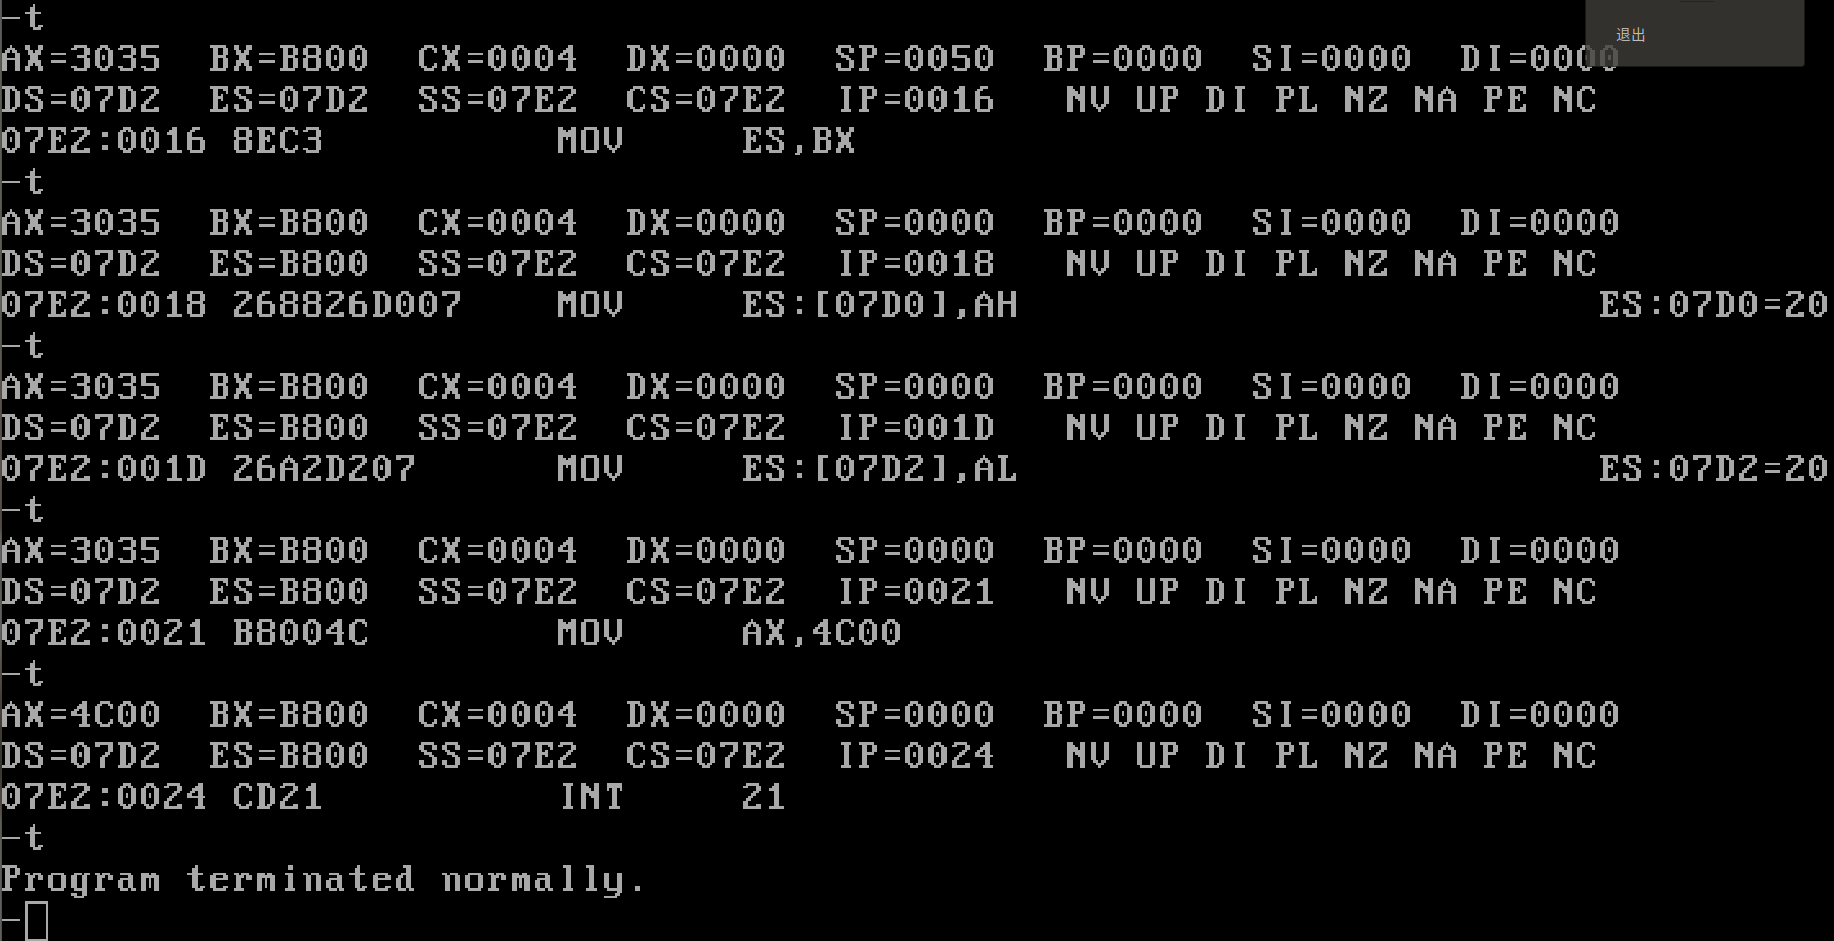 -t
退出
AX=3035  BX=B800  CX=0004  DX=0000  SP=0050  BP=0000  SI=0000  DI=0000
DS=07D2  ES=07D2  SS=07E2  CS=07E2  IP=0016   NV UP DI PL NZ NA PE NC
07E2:0016 8EC3          MOV     ES,BX
-t
AX=3035  BX=B800  CX=0004  DX=0000  SP=0000  BP=0000  SI=0000  DI=0000
DS=07D2  ES=B800  SS=07E2  CS=07E2  IP=0018   NV UP DI PL NZ NA PE NC
07E2:0018 268826D007    MOV     ES:[07D0],AH                         ES:07D0=20
-t
AX=3035  BX=B800  CX=0004  DX=0000  SP=0000  BP=0000  SI=0000  DI=0000
DS=07D2  ES=B800  SS=07E2  CS=07E2  IP=001D   NV UP DI PL NZ NA PE NC
07E2:001D 26A2D207      MOV     ES:[07D2],AL                         ES:07D2=20
-t
AX=3035  BX=B800  CX=0004  DX=0000  SP=0000  BP=0000  SI=0000  DI=0000
DS=07D2  ES=B800  SS=07E2  CS=07E2  IP=0021   NV UP DI PL NZ NA PE NC
07E2:0021 B8004C        MOV     AX,4C00
-t
AX=4C00  BX=B800  CX=0004  DX=0000  SP=0000  BP=0000  SI=0000  DI=0000
DS=07D2  ES=B800  SS=07E2  CS=07E2  IP=0024   NV UP DI PL NZ NA PE NC
07E2:0024 CD21          INT     21
-t
Program terminated normally.
-